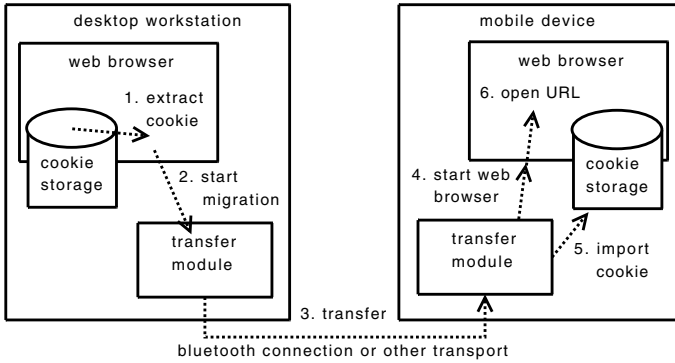 desktop workstation
web browser
1. extract
cookie
cookie
storage
2. start
migration
transfer
module
3. transfer
bluetooth connection or other transport
mobile device
web browser
6. open URL
cookie
storage
4. start web
browser
transfer
module
5. import
cookie